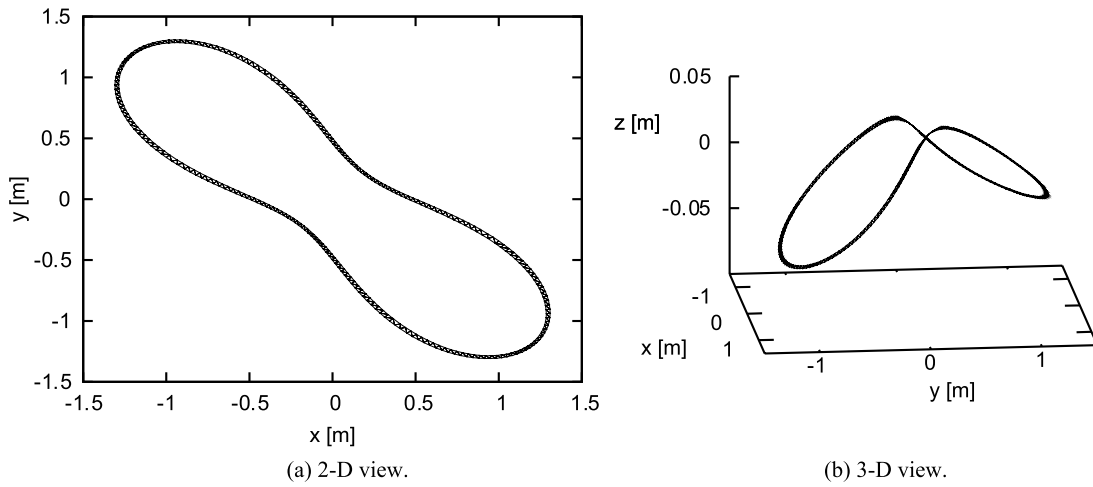 1.5
1
0.5
0
-0.5
-1
-1.5
y [m]
-1.5 -1 -0.5 0 0.5 1 1.5
x [m]
(a) 2-D view.
0.05
z [m]
0
-0.05
-1
0
x [m] 1
-1 0 1
y [m]
(b) 3-D view.